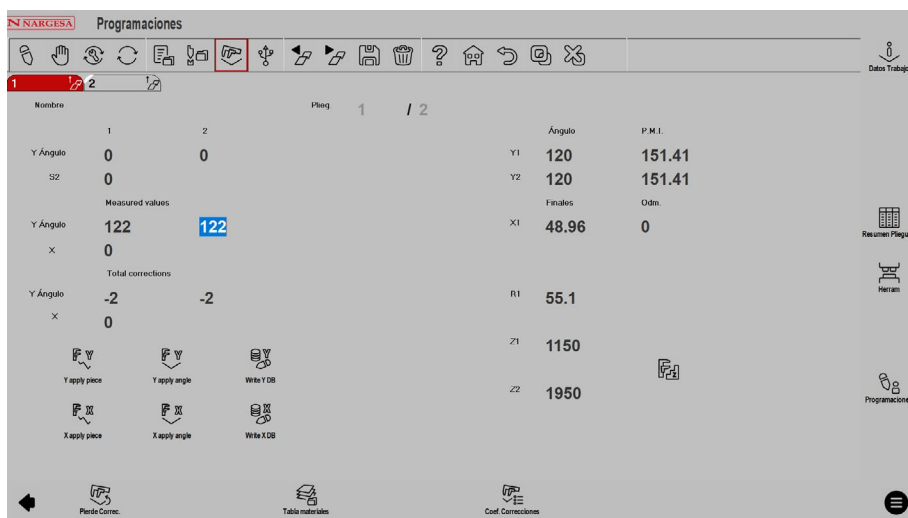 NARGESA Programaciones
Datos Trabajo
1 2
Nombre Plieg. 1 / 2
1 2 Ángulo P.M.I.
Y Ángulo 0 0 Y1 120 151.41
S2 0 Y2 120 151.41
Measured values Finales Odm.
Y Ángulo 122 122 X1 48.96 0
Resumen Pliegu
X 0
Total corrections
Herram
Y Ángulo -2 -2 R1 55.1
X 0
Z1 1150
Y apply piece Y apply angle Write Y DB
Z2 1950
Programacione
X apply piece X apply angle Write X DB
Pierde Correc. Tabla materiales Coef. Correcciones